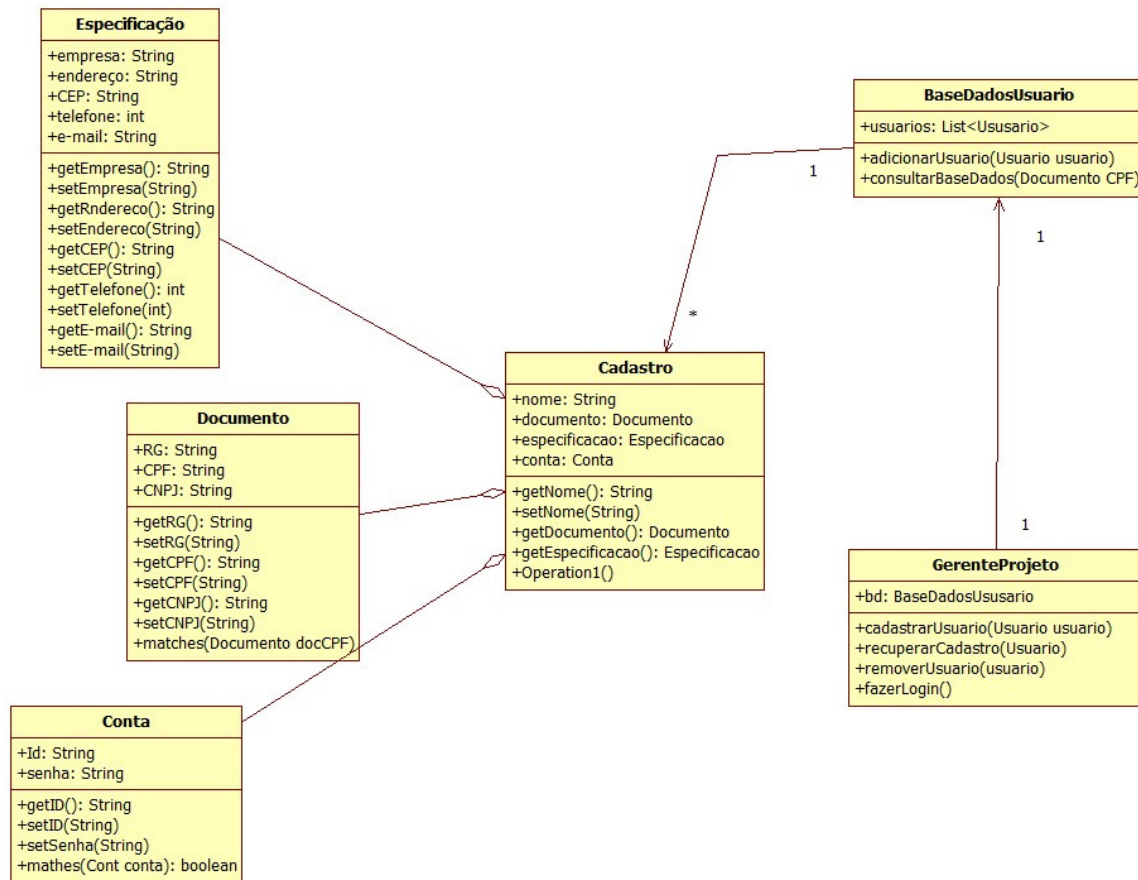 Especificação
+empresa: String
+endereço: String
+CEP: String
+telefone: int
+e-mail: String
+getEmpresa(): String
+setEmpresa(String)
+getRndereco(): String
+setEndereco(String)
+getCEP(): String
+setCEP(String)
+getTelefone(): int
+setTelefone(int)
+getE-mail(): String
+setE-mail(String)
BaseDadosUsuario
+usuarios: List<Ususario>
+adicionarUsuario(Usuario usuario)
+consultarBaseDados(Documento CPF)
1
*
1
1
Cadastro
+nome: String
+documento: Documento
+especificacao: Especificacao
+conta: Conta
+getNome(): String
+setNome(String)
+getDocumento(): Documento
+getEspecificacao(): Especificacao
+Operation1()
Documento
+RG: String
+CPF: String
+CNPJ: String
+getRG(): String
+setRG(String)
+getCPF(): String
+setCPF(String)
+getCNPJ(): String
+setCNPJ(String)
+matches(Documento docCPF)
GerenteProjeto
+bd: BaseDadosUsusario
+cadastrarUsuario(Usuario usuario)
+recuperarCadastro(Usuario)
+removerUsuario(usuario)
+fazerLogin()
Conta
+Id: String
+senha: String
+getID(): String
+setID(String)
+setSenha(String)
+mathes(Cont conta): boolean